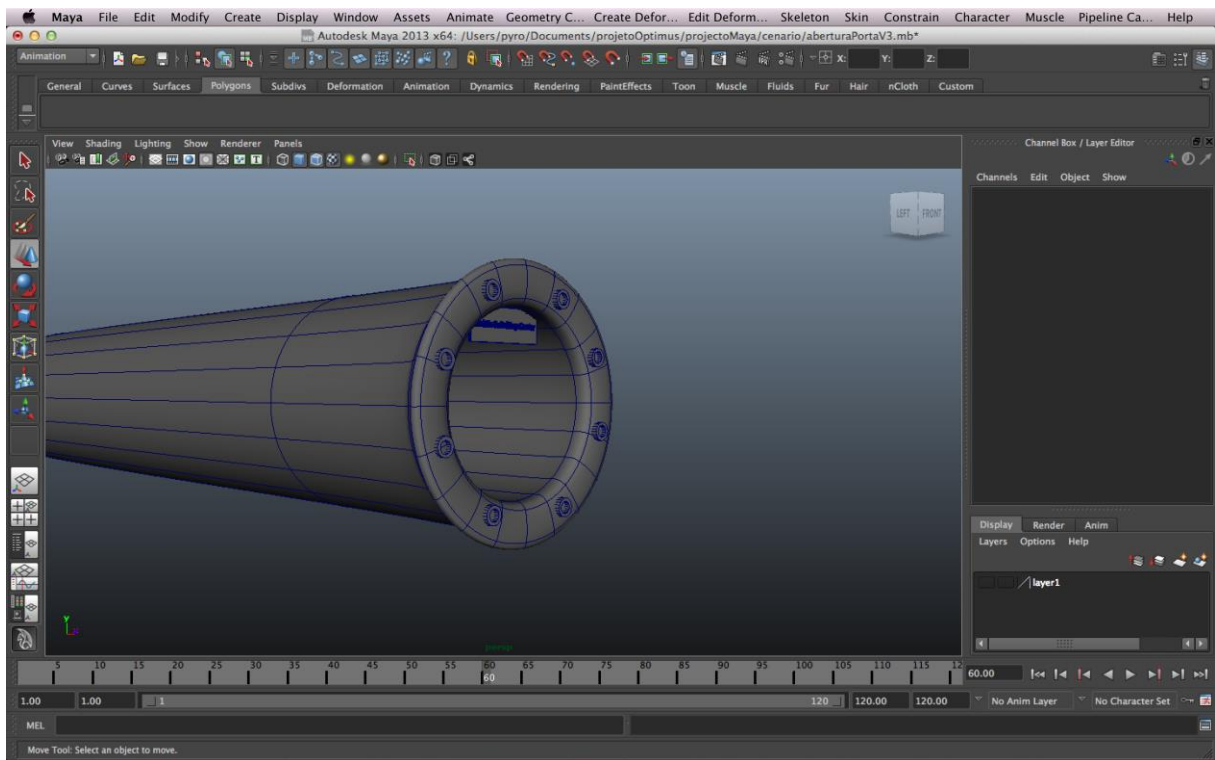 Maya File Edit Modify Create Display Window Assets Animate Geometry C... Create Defor... Edit Deform... Skeleton Skin Constrain Character Muscle Pipeline Ca... Help
Autodesk Maya 2013 x64: /Users/pyro/Documents/projetoOptimus/projectoMaya/cenario/aberturaPortaV3.mb*
Animation X: Y: Z:
General Curves Surfaces Polygons Subdivs Deformation Animation Dynamics Rendering PaintEffects Toon Muscle Fluids Fur Hair nCloth Custom
View Shading Lighting Show Renderer Panels
Channel Box / Layer Editor
Channels Edit Object Show
LEFT FRONT
Display Render Anim
Layers Options Help
layer1
Y
persp
5 10 15 20 25 30 35 40 45 50 55 60 65 70 75 80 85 90 95 100 105 110 115 12
60
60.00
1.00 1.00 1 120 120.00 120.00 No Anim Layer No Character Set
MEL
Move Tool: Select an object to move.